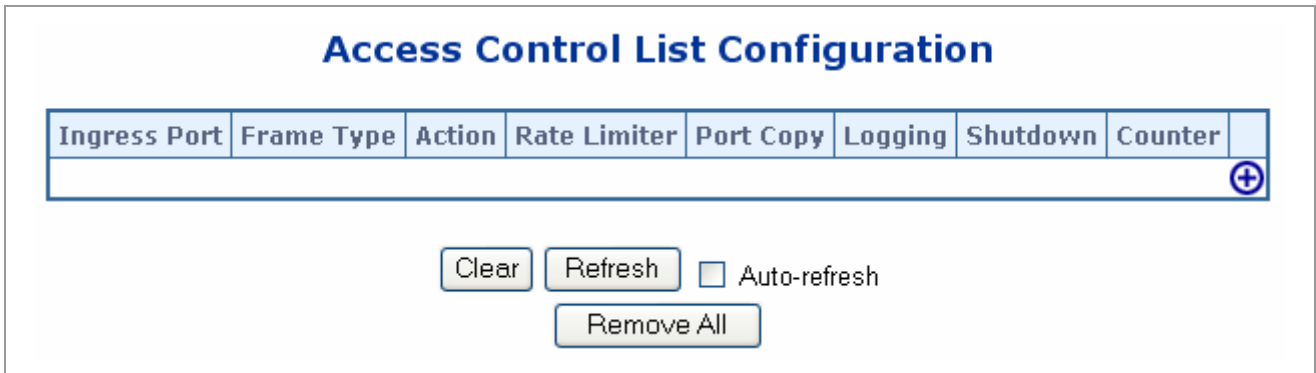 Access Control List Configuration
Ingress Port Frame Type Action Rate Limiter Port Copy Logging Shutdown Counter
Clear Refresh Auto-refresh
Remove All